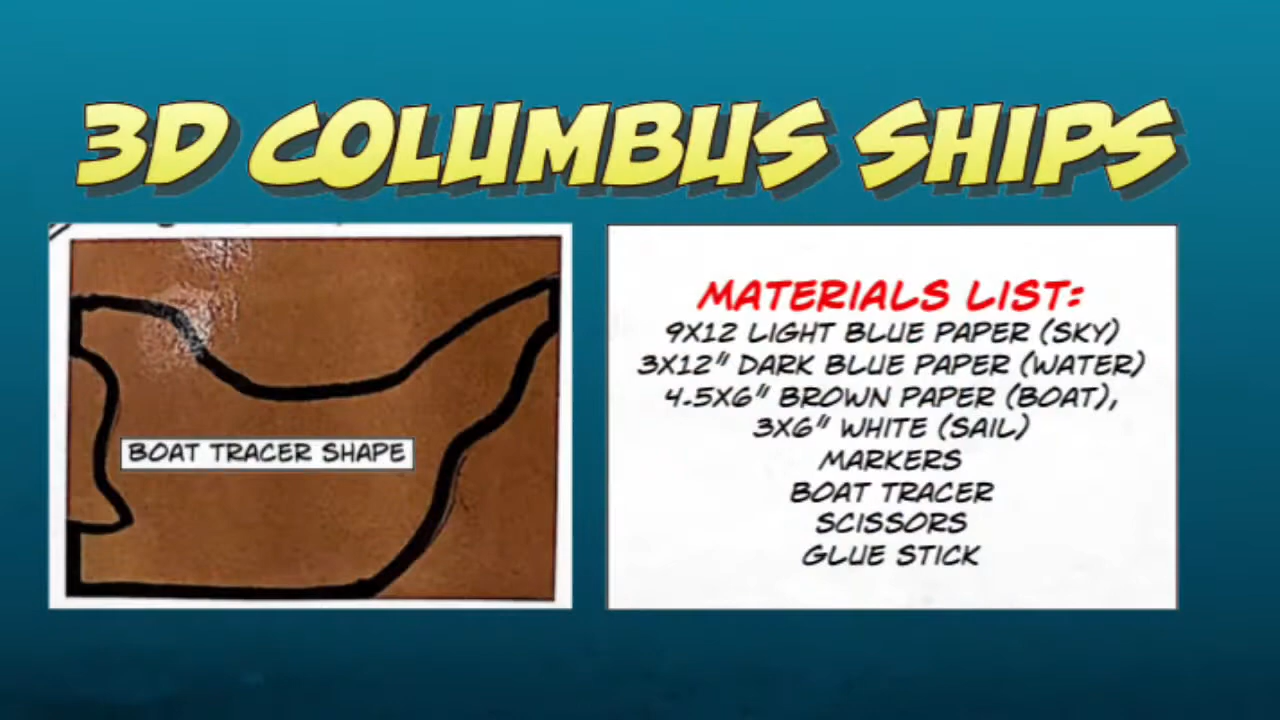 3D COLUMBUS SHIPS
BOAT TRACER SHAPE
MATERIALS LIST:
9X12 LIGHT BLUE PAPER (SKY)
3X12" DARK BLUE PAPER (WATER)
4.5X6" BROWN PAPER (BOAT),
3X6" WHITE (SAIL)
MARKERS
BOAT TRACER
SCISSORS
GLUE STICK